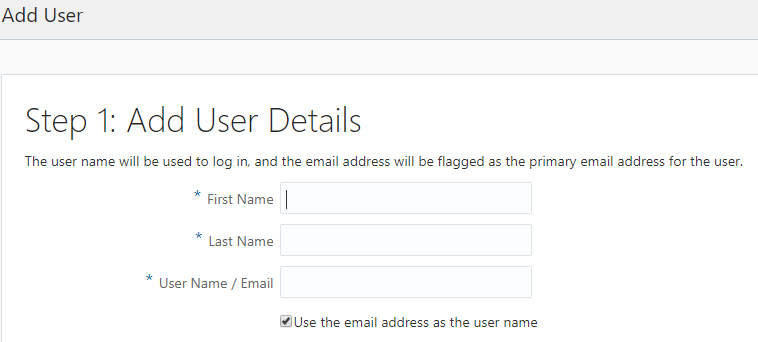 Add User
Step 1: Add User Details
The user name will be used to log in, and the email address will be flagged as the primary email address for the user.
* First Name
* Last Name
* User Name / Email
Use the email address as the user name